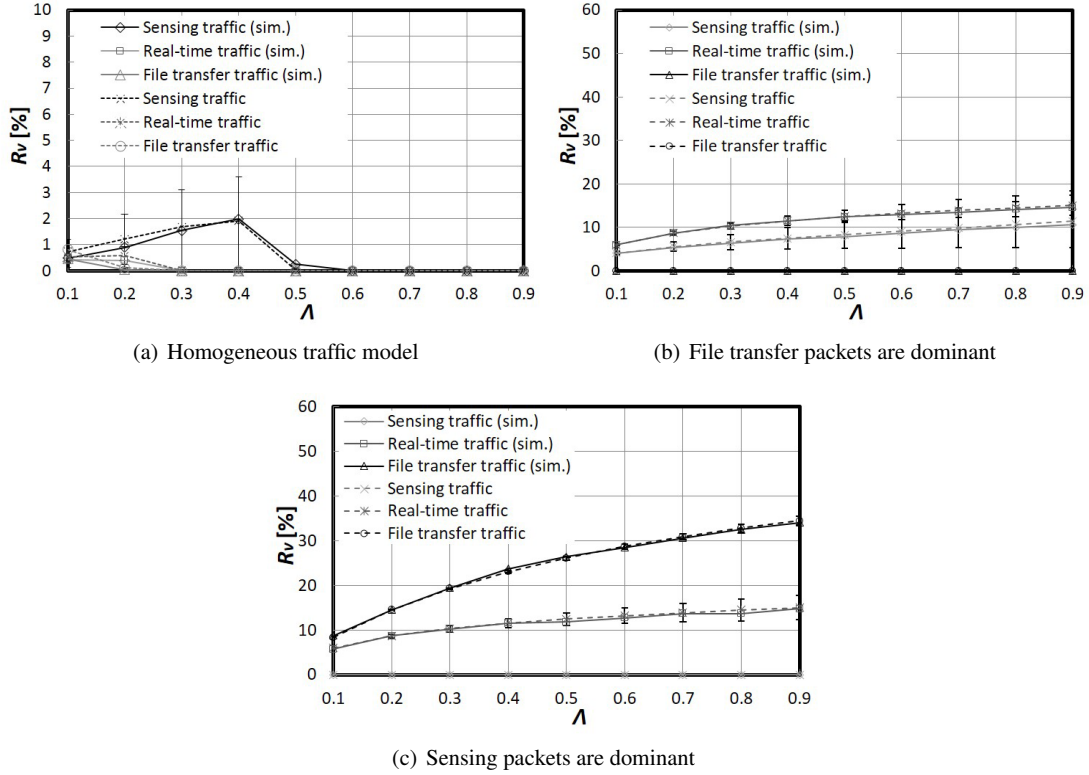 10
9
8
7
6
5
4
3
2
1
0
Rv [%]
Sensing traffic (sim.)
Real-time traffic (sim.)
File transfer traffic (sim.)
Sensing traffic
Real-time traffic
File transfer traffic
0.1 0.2 0.3 0.4 0.5 0.6 0.7 0.8 0.9
Λ
(a) Homogeneous traffic model
60
50
40
30
20
10
0
Rv [%]
Sensing traffic (sim.)
Real-time traffic (sim.)
File transfer traffic (sim.)
Sensing traffic
Real-time traffic
File transfer traffic
0.1 0.2 0.3 0.4 0.5 0.6 0.7 0.8 0.9
Λ
(b) File transfer packets are dominant
60
50
40
30
20
10
0
Rv [%]
Sensing traffic (sim.)
Real-time traffic (sim.)
File transfer traffic (sim.)
Sensing traffic
Real-time traffic
File transfer traffic
0.1 0.2 0.3 0.4 0.5 0.6 0.7 0.8 0.9
Λ
(c) Sensing packets are dominant